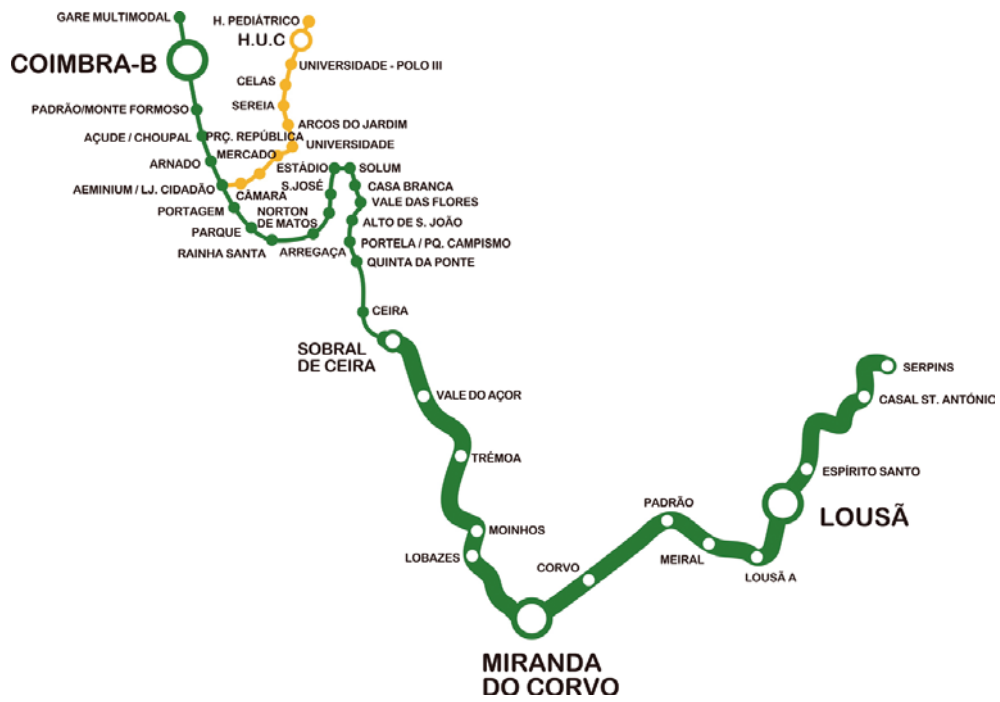 GARE MULTIMODAL
H. PEDIÁTRICO
H.U.C
COIMBRA-B
UNIVERSIDADE - POLO III
CELAS
SEREIA
PADRÃO/MONTE FORMOSO
ARCOS DO JARDIM
AÇUDE / CHOUPAL
PRÇ. REPÚBLICA
UNIVERSIDADE
MERCADO
ARNADO
ESTÁDIO
SOLUM
AEMINIUM / LJ. CIDADÃO
CÂMARA
S.JOSÉ
CASA BRANCA
VALE DAS FLORES
PORTAGEM
NORTON
DE MATOS
ALTO DE S. JOÃO
PARQUE
PORTELA / PQ. CAMPISMO
RAINHA SANTA
ARREGAÇA
QUINTA DA PONTE
CEIRA
SOBRAL
DE CEIRA
SERPINS
VALE DO AÇOR
CASAL ST. ANTÓNIO
TRÉMOA
ESPÍRITO SANTO
PADRÃO
LOUSÃ
MOINHOS
LOBAZES
MEIRAL
CORVO
LOUSÃ A
MIRANDA
DO CORVO